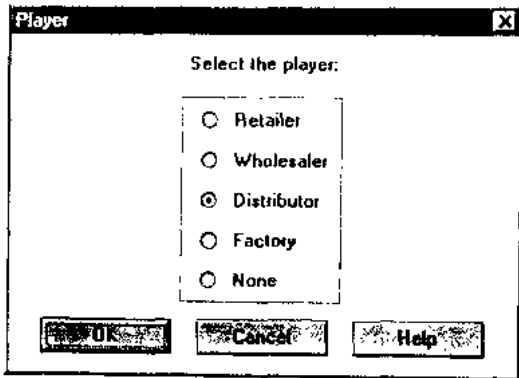 Player
Select the player:
Retailer
Wholesaler
Distributor
Factory
None
OK Cancel Help